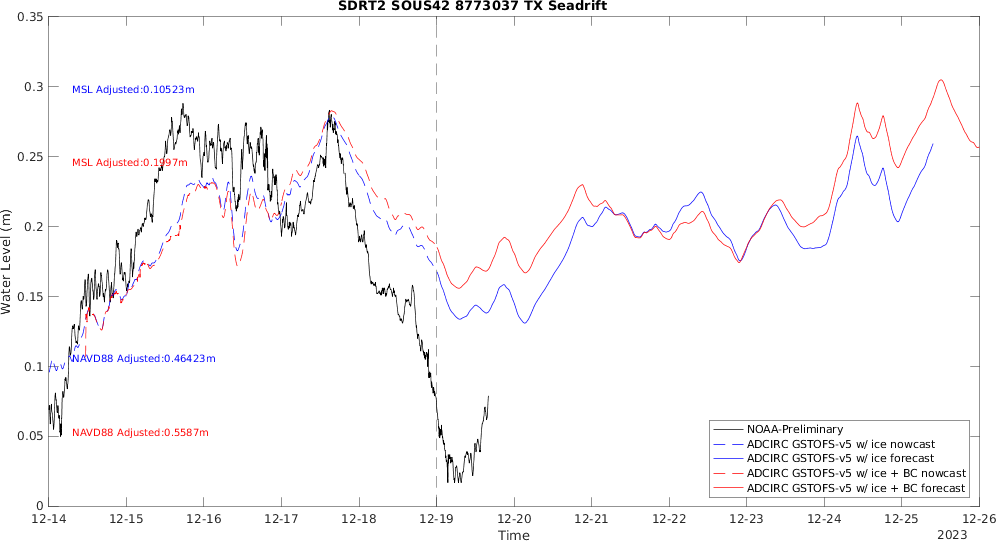 SDRT2 SOUS42 8773037 TX Seadrift
0.35
0.3
0.25
0.2
0.15
0.1
0.05
0
Water Level (m)
MSL Adjusted:0.10523m
MSL Adjusted:0.1997m
NAVD88 Adjusted:0.46423m
NAVD88 Adjusted:0.5587m
NOAA-Preliminary
ADCIRC GSTOFS-v5 w/ ice nowcast
ADCIRC GSTOFS-v5 w/ ice forecast
ADCIRC GSTOFS-v5 w/ ice + BC nowcast
ADCIRC GSTOFS-v5 w/ ice + BC forecast
12-14 12-15 12-16 12-17 12-18 12-19 12-20 12-21 12-22 12-23 12-24 12-25 12-26
Time
2023